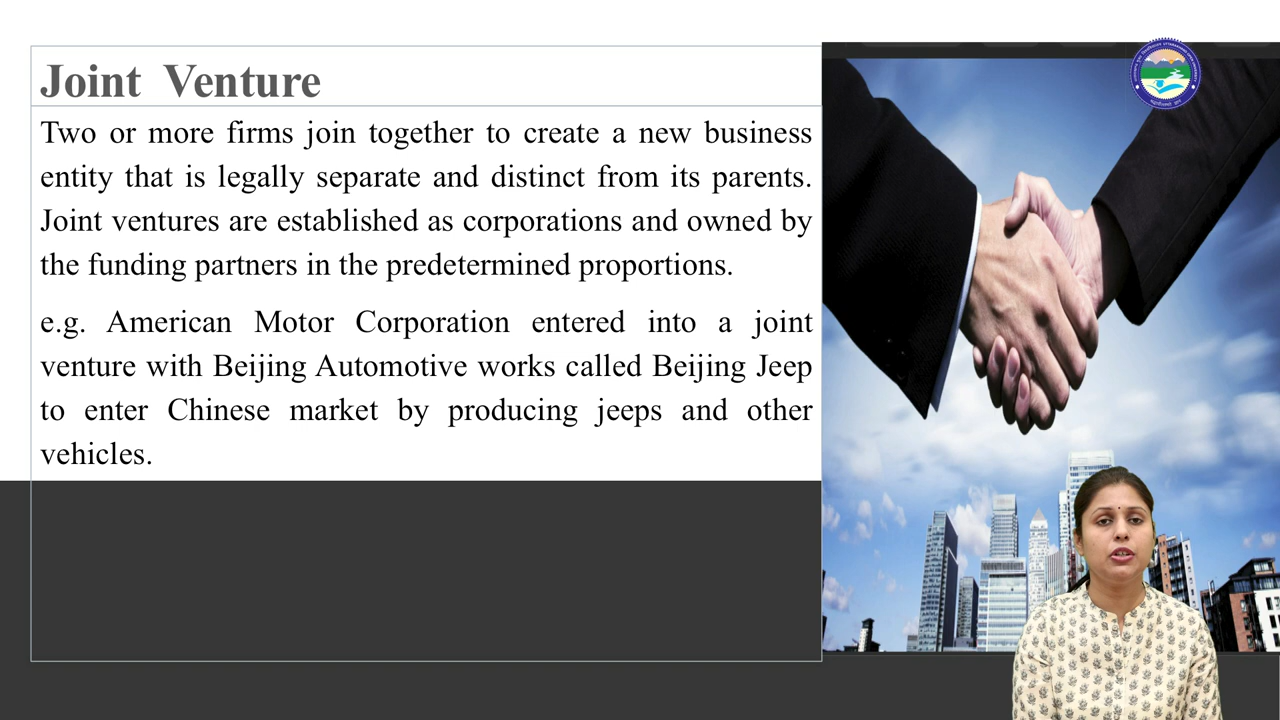 Joint Venture
Two or more firms join together to create a new business
entity that is legally separate and distinct from its parents.
Joint ventures are established as corporations and owned by
the funding partners in the predetermined proportions.
e.g. American Motor Corporation entered into a joint
venture with Beijing Automotive works called Beijing Jeep
to enter Chinese market by producing jeeps and other
vehicles.